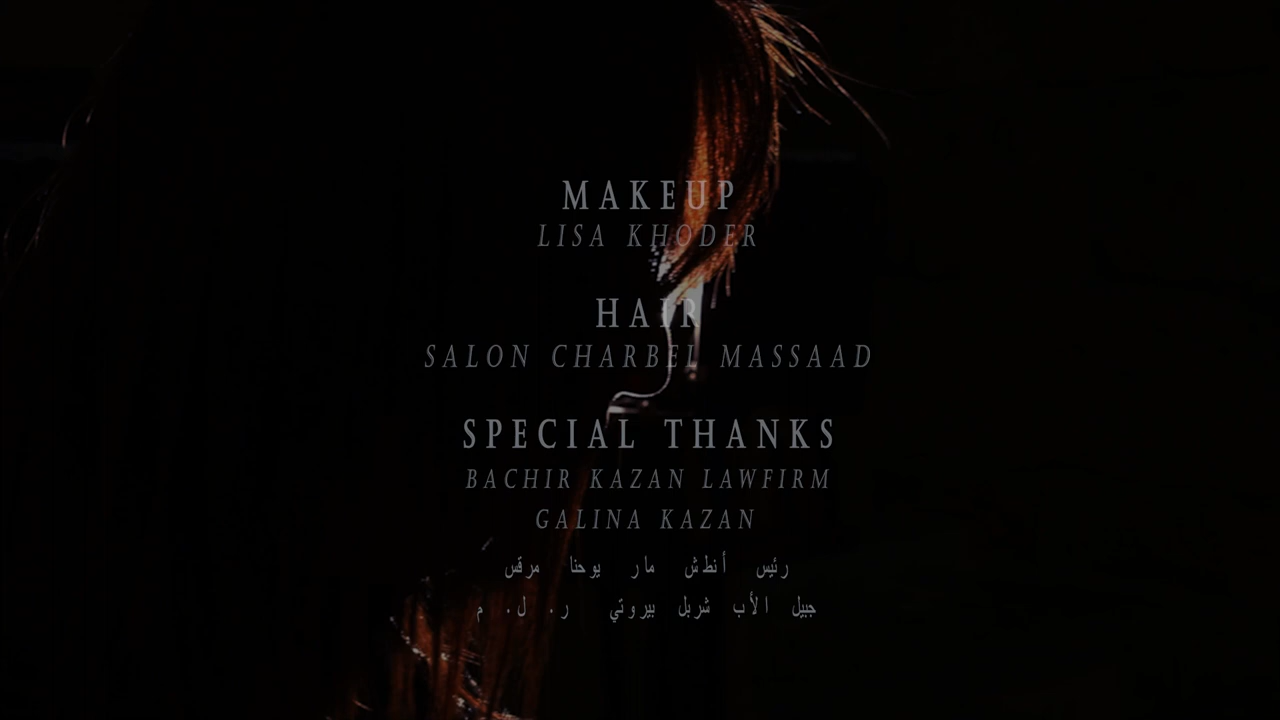 MAKEUP
LISA KHODER
HAIR
SALON CHARBEL MASSAAD
SPECIAL THANKS
BACHIR KAZAN LAWFIRM
GALINA KAZAN
رئيس أنطش مار يوحنا مرقس
جبيل الأب شربل بيروتي ر. ل. م